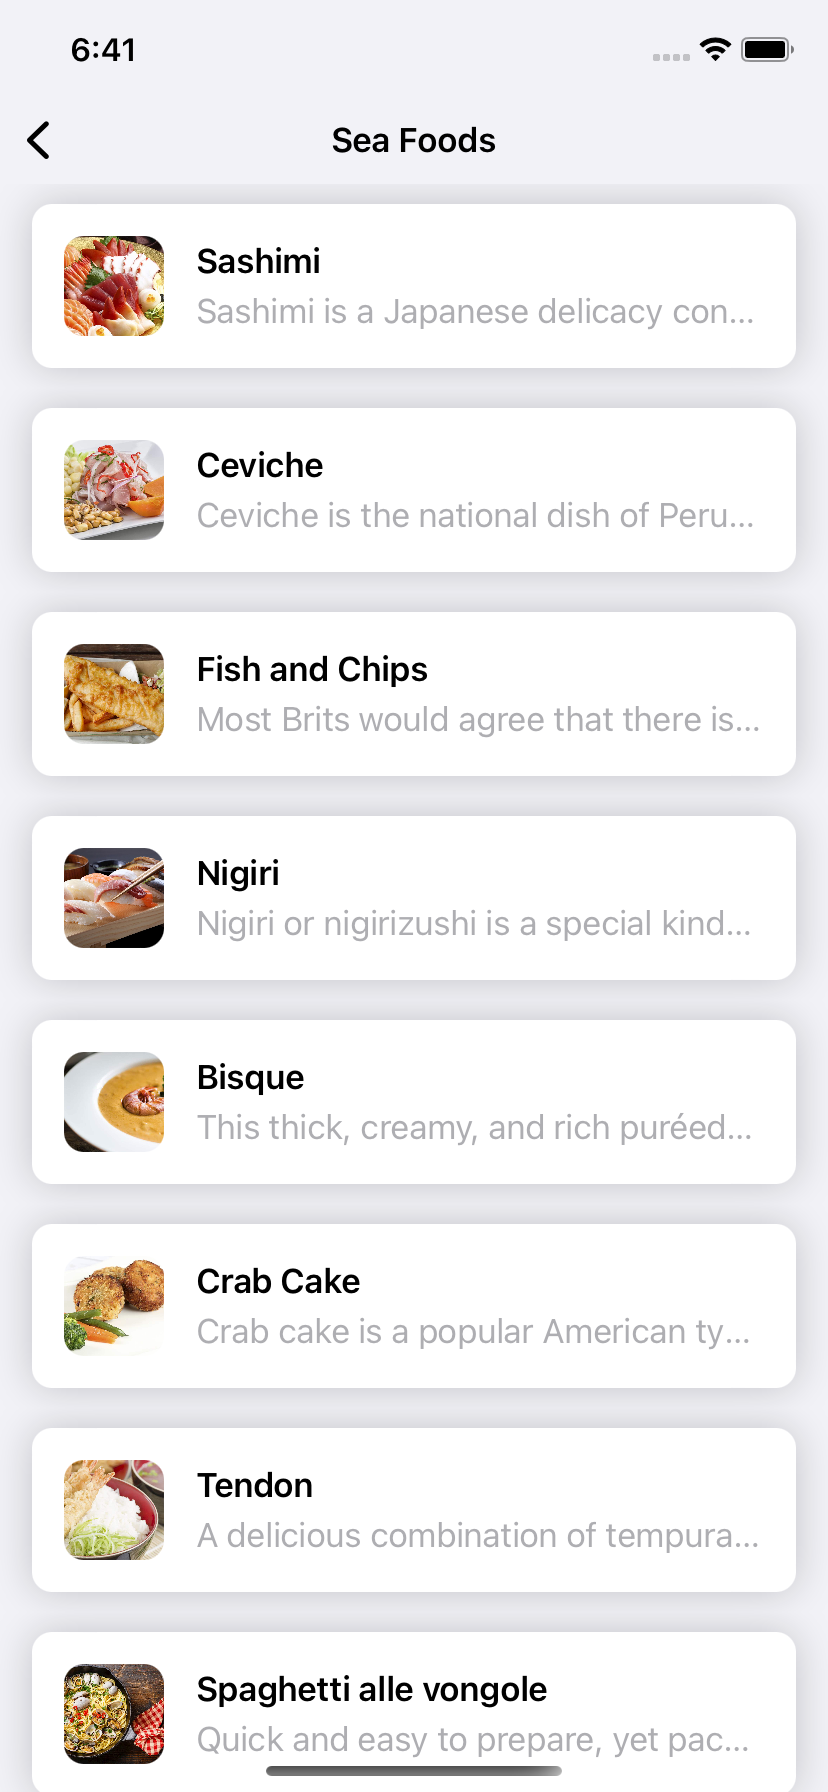 6:41
Sea Foods
Sashimi
Sashimi is a Japanese delicacy con...
Ceviche
Ceviche is the national dish of Peru...
Fish and Chips
Most Brits would agree that there is...
Nigiri
Nigiri or nigirizushi is a special kind...
Bisque
This thick, creamy, and rich puréed...
Crab Cake
Crab cake is a popular American ty...
Tendon
A delicious combination of tempura...
Spaghetti alle vongole
Quick and easy to prepare, yet pac...